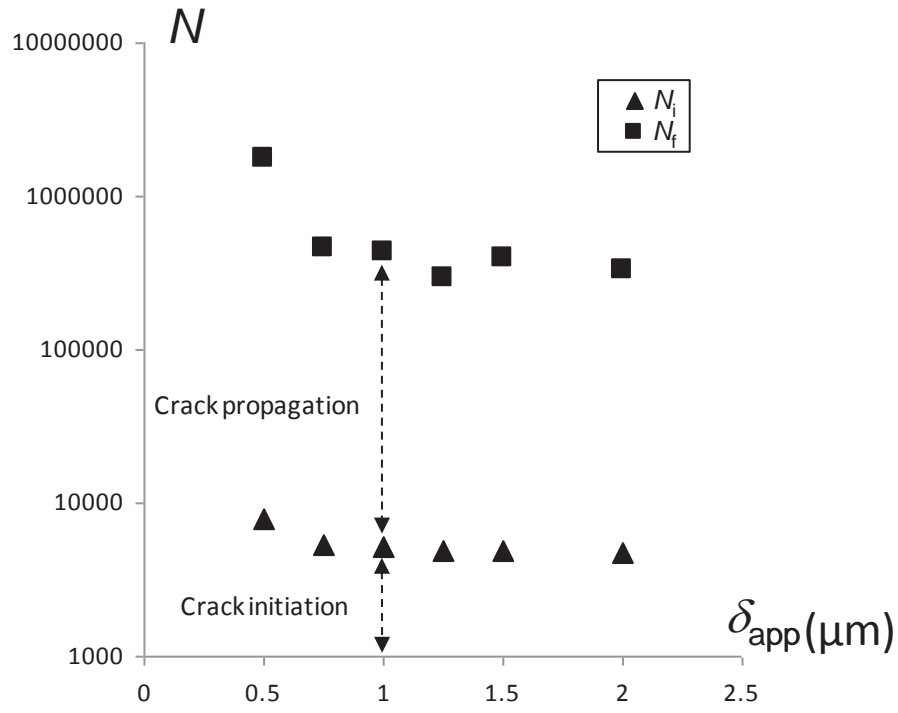 N
10000000
1000000
100000
10000
1000
Ni
Nf
Crack propagation
Crack initiation
δapp (μm)
0 0.5 1 1.5 2 2.5